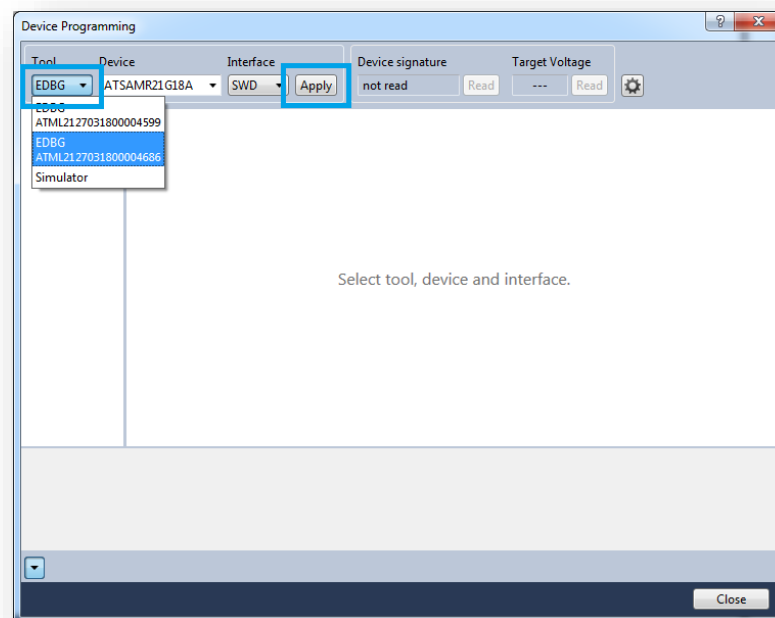 Device Programming
Tool Device Interface Device signature Target Voltage
EDBG ATSAMR21G18A SWD Apply not read Read --- Read
EDBG
ATML2127031800004599
EDBG
ATML2127031800004686
Simulator
Select tool, device and interface.
Close